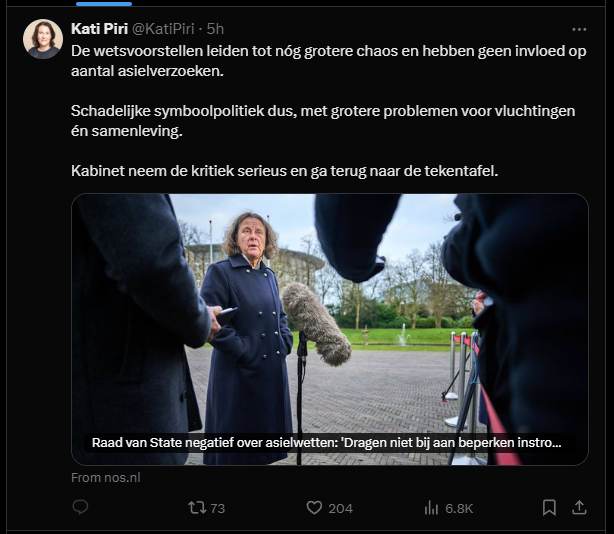 Kati Piri @KatiPiri · 5h
De wetsvoorstellen leiden tot nóg grotere chaos en hebben geen invloed op
aantal asielverzoeken.
Schadelijke symboolpolitiek dus, met grotere problemen voor vluchtingen
én samenleving.
Kabinet neem de kritiek serieus en ga terug naar de tekentafel.
Raad van State negatief over asielwetten: 'Dragen niet bij aan beperken instro...
From nos.nl
73 204 6.8K